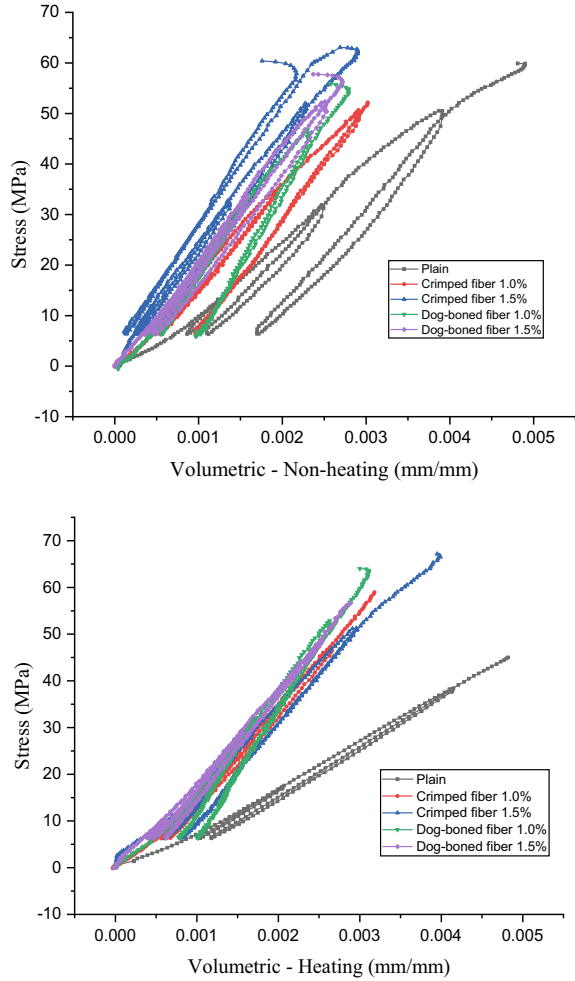 70
60
50
40
30
20
10
0
-10
Stress (MPa)
Plain
Crimped fiber 1.0%
Crimped fiber 1.5%
Dog-boned fiber 1.0%
Dog-boned fiber 1.5%
0.000 0.001 0.002 0.003 0.004 0.005
Volumetric - Non-heating (mm/mm)
70
60
50
40
30
20
10
0
-10
Stress (MPa)
Plain
Crimped fiber 1.0%
Crimped fiber 1.5%
Dog-boned fiber 1.0%
Dog-boned fiber 1.5%
0.000 0.001 0.002 0.003 0.004 0.005
Volumetric - Heating (mm/mm)